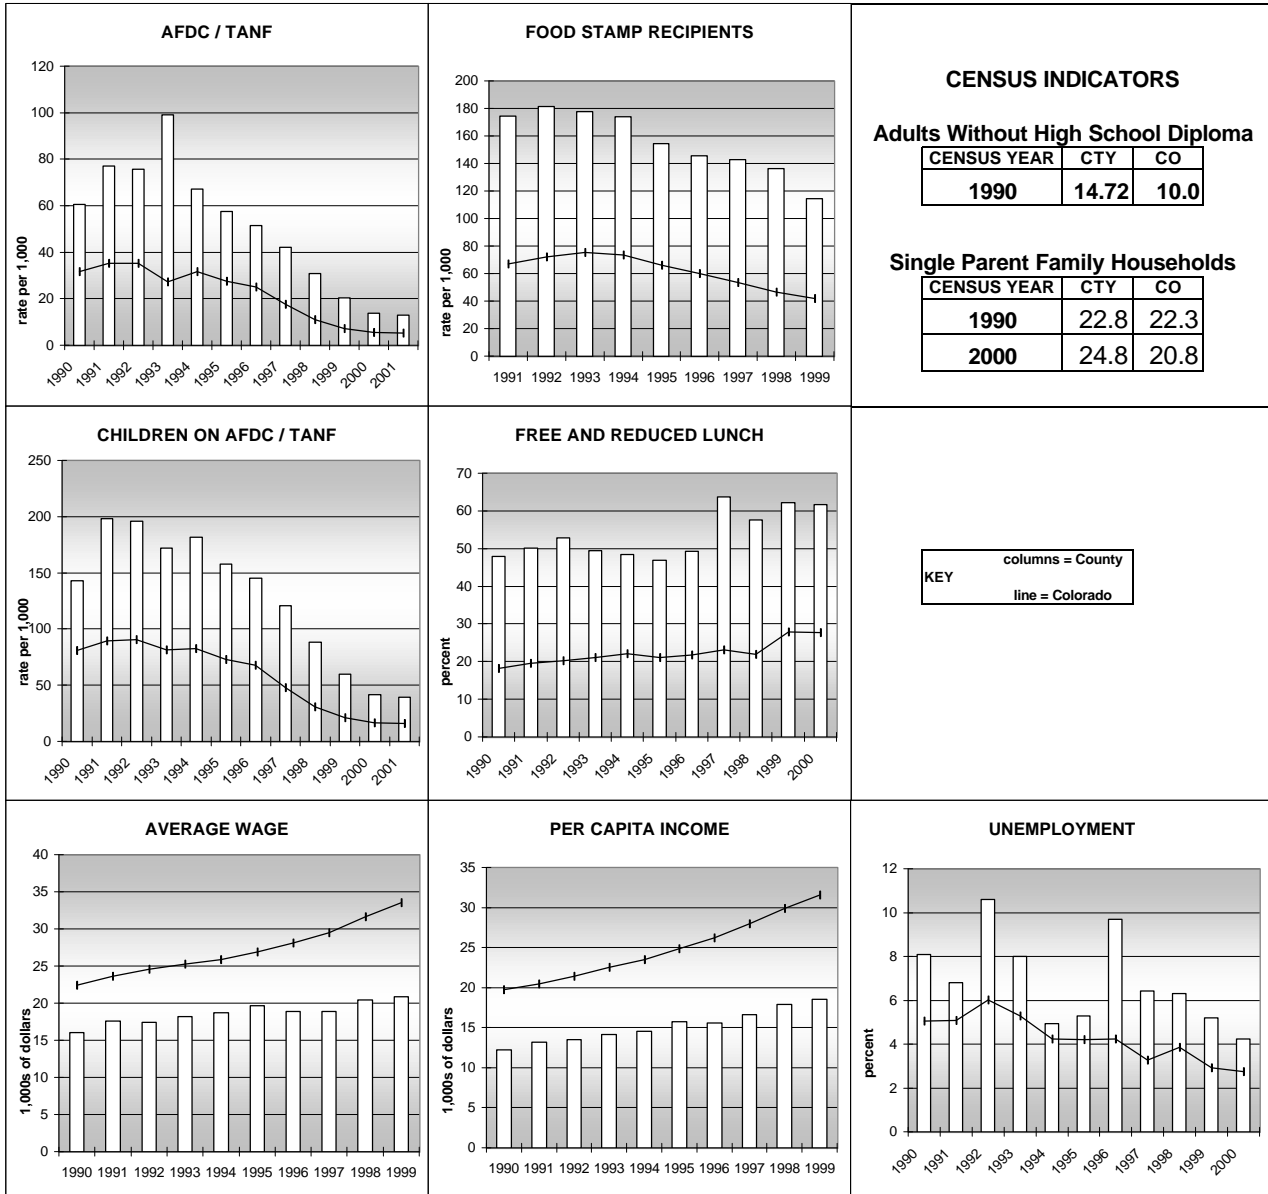 AFDC / TANF
120
100
80
60
40
20
0
rate per 1,000
1990 1991 1992 1993 1994 1995 1996 1997 1998 1999 2000 2001
FOOD STAMP RECIPIENTS
200
180
160
140
120
100
80
60
40
20
0
rate per 1,000
1991 1992 1993 1994 1995 1996 1997 1998 1999
CENSUS INDICATORS
Adults Without High School Diploma
CENSUS YEAR CTY CO
1990 14.72 10.0
Single Parent Family Households
CENSUS YEAR CTY CO
1990 22.8 22.3
2000 24.8 20.8
CHILDREN ON AFDC / TANF
250
200
150
100
50
0
rate per 1,000
1990 1991 1992 1993 1994 1995 1996 1997 1998 1999 2000 2001
FREE AND REDUCED LUNCH
70
60
50
40
30
20
10
0
percent
1990 1991 1992 1993 1994 1995 1996 1997 1998 1999 2000
columns = County
KEY
line = Colorado
AVERAGE WAGE
40
35
30
25
20
15
10
5
0
1,000s of dollars
1990 1991 1992 1993 1994 1995 1996 1997 1998 1999
PER CAPITA INCOME
35
30
25
20
15
10
5
0
1,000s of dollars
1990 1991 1992 1993 1994 1995 1996 1997 1998 1999
UNEMPLOYMENT
12
10
8
6
4
2
0
percent
1990 1991 1992 1993 1994 1995 1996 1997 1998 1999 2000